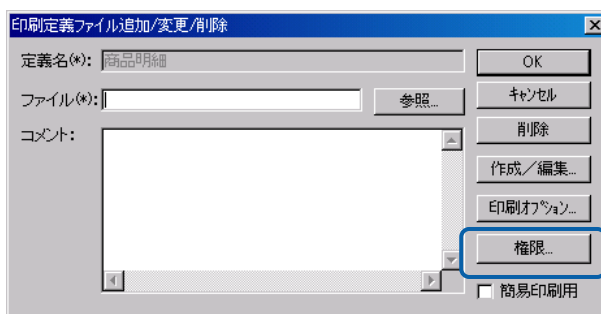 印刷定義ファイル追加/変更/削除
定義名(*): 商品明細
OK
ファイル(*):
参照...
キャンセル
コメント:
削除
作成／編集...
印刷オプション...
権限...
簡易印刷用